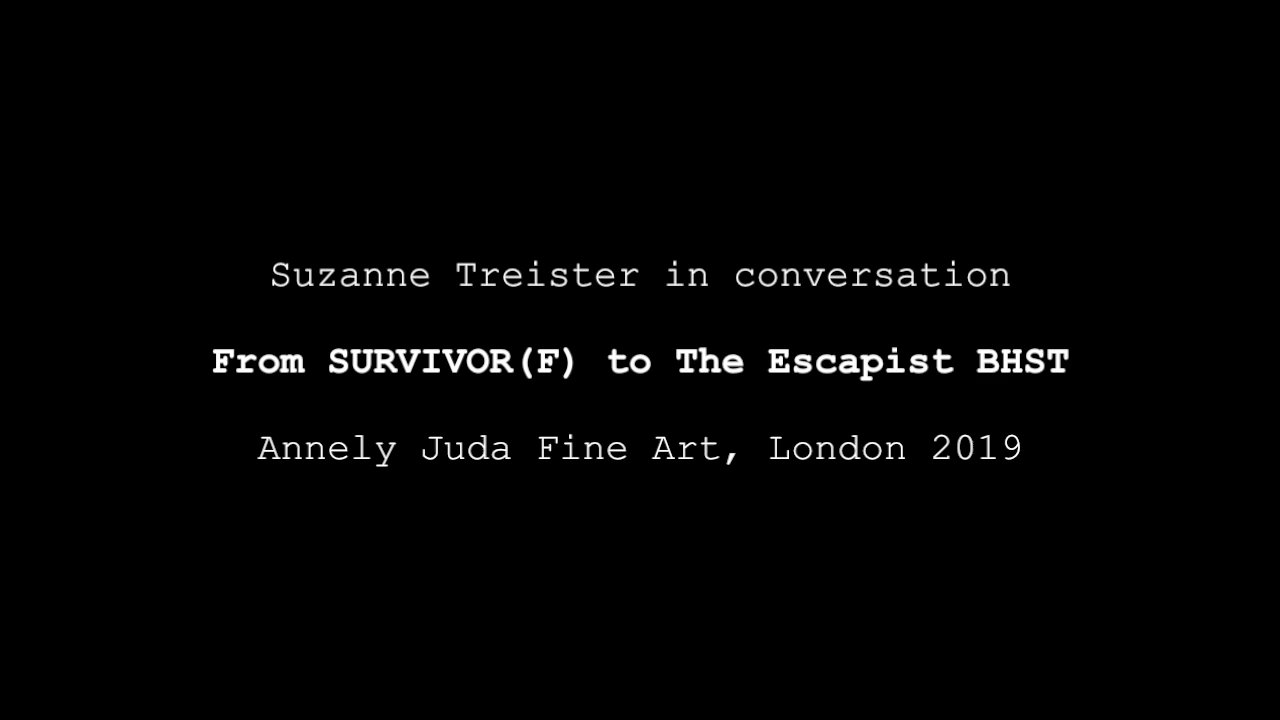 Suzanne Treister in conversation
From SURVIVOR(F) to The Escapist BHST
Annely Juda Fine Art, London 2019